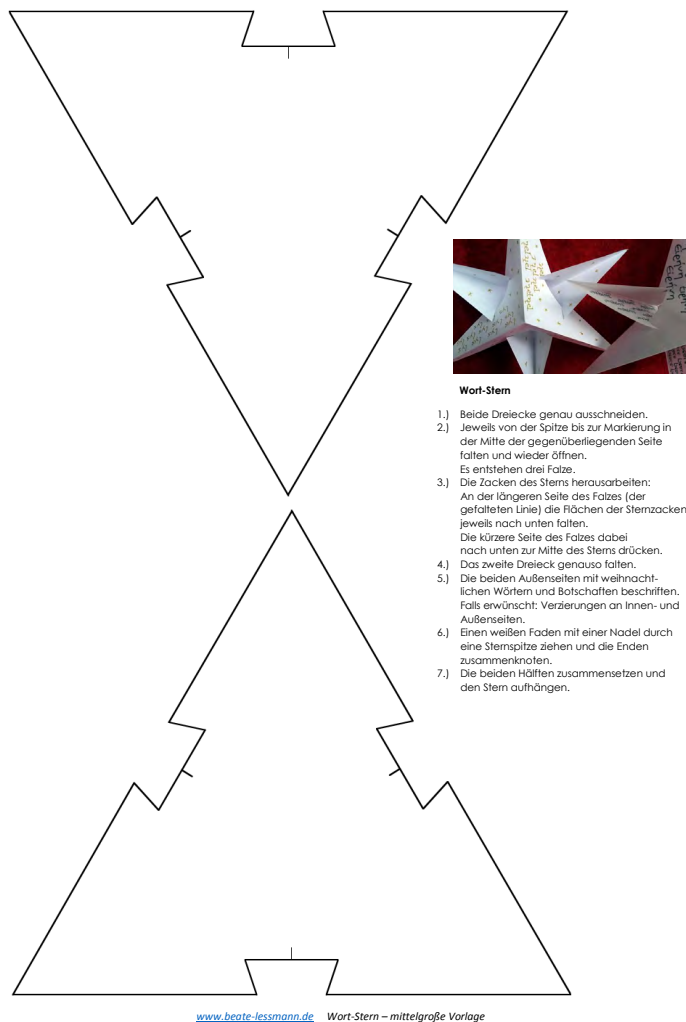 Wort-Stern
1.) Beide Dreiecke genau ausschneiden.
2.) Jeweils von der Spitze bis zur Markierung in
der Mitte der gegenüberliegenden Seite
falten und wieder öffnen.
Es entstehen drei Falze.
3.) Die Zacken des Sterns herausarbeiten:
An der längeren Seite des Falzes (der
gefalteten Linie) die Flächen der Sternzacken
jeweils nach unten falten.
Die kürzere Seite des Falzes dabei
nach unten zur Mitte des Sterns drücken.
4.) Das zweite Dreieck genauso falten.
5.) Die beiden Außenseiten mit weihnacht-
lichen Wörtern und Botschaften beschriften.
Falls erwünscht: Verzierungen an Innen- und
Außenseiten.
6.) Einen weißen Faden mit einer Nadel durch
eine Sternspitze ziehen und die Enden
zusammenknoten.
7.) Die beiden Hälften zusammensetzen und
den Stern aufhängen.
www.beate-lessmann.de Wort-Stern – mittelgroße Vorlage